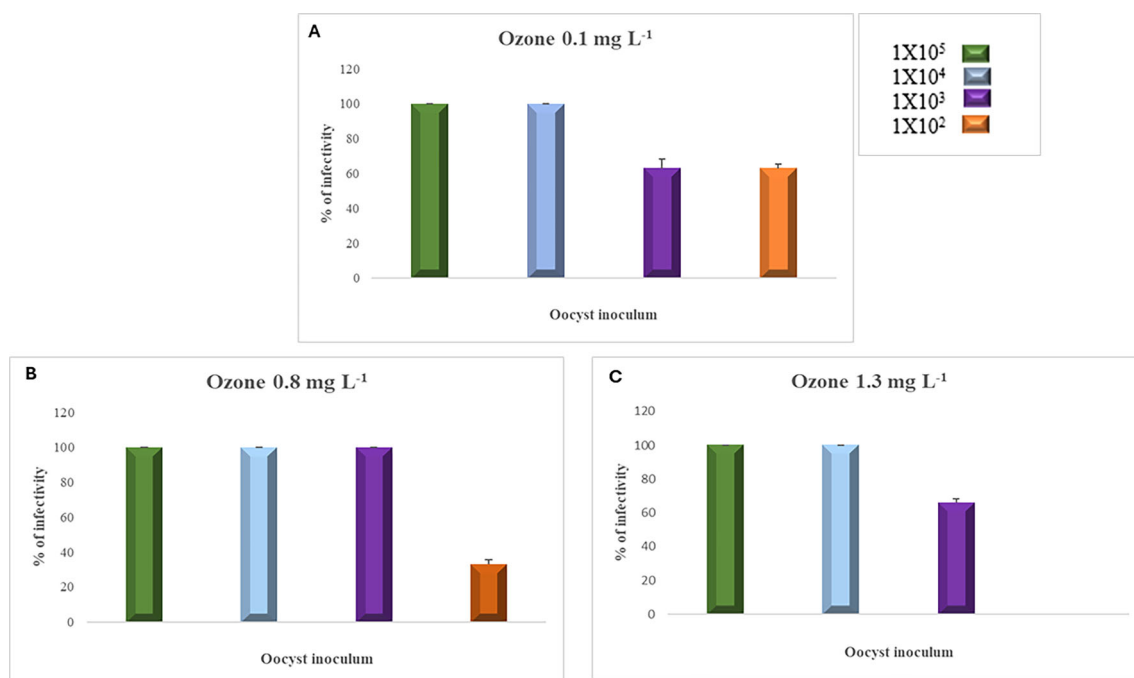 A
Ozone 0.1 mg L⁻¹
120
100
80
60
40
20
0
% of infectivity
Oocyst inoculum
1X10⁵
1X10⁴
1X10³
1X10²
B
Ozone 0.8 mg L⁻¹
120
100
80
60
40
20
0
% of infectivity
Oocyst inoculum
C
Ozone 1.3 mg L⁻¹
120
100
80
60
40
20
0
% of infectivity
Oocyst inoculum